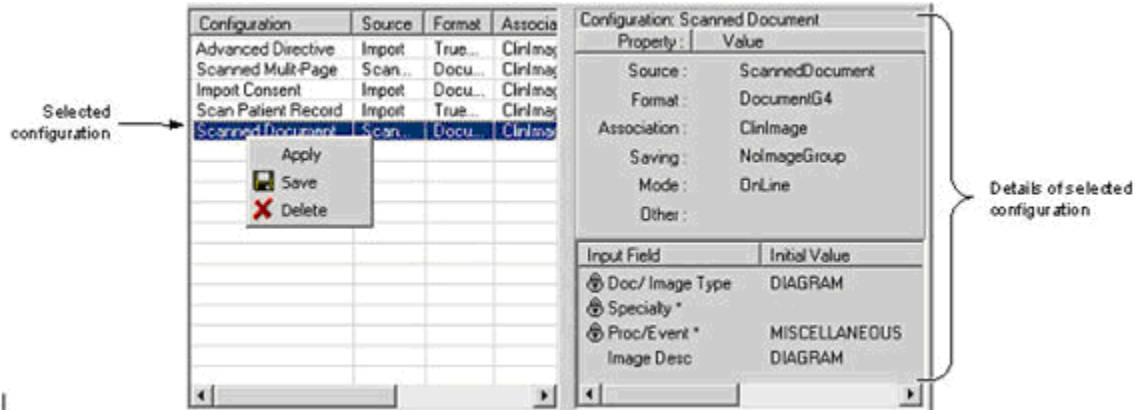 Configuration Source Format Associa
Advanced Directive Import True... ClinImag
Scanned Mulit-Page Scan... Docu... ClinImag
Import Consent Import Docu... ClinImag
Scan Patient Record Import True... ClinImag
Scanned Document Scan... Docu... ClinImag
Apply
Save
Delete
Selected
configuration
Configuration: Scanned Document
Property : Value
Source : ScannedDocument
Format : DocumentG4
Association : ClinImage
Saving : NoImageGroup
Mode : OnLine
Other :
Input Field Initial Value
Doc/ Image Type DIAGRAM
Specialty *
Proc/Event * MISCELLANEOUS
Image Desc DIAGRAM
Details of selected
configuration